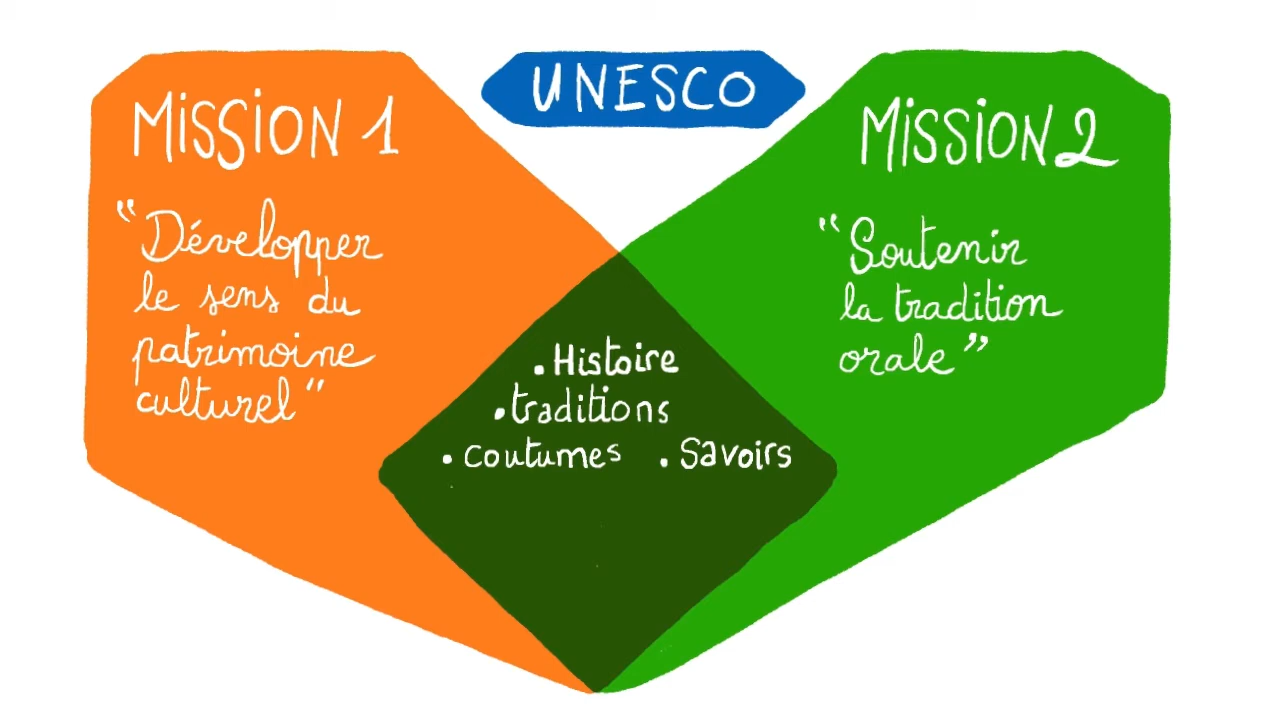 UNESCO
MISSION 1
"Développer
le sens du
patrimoine
culturel"
MISSION 2
"Soutenir
la tradition
orale"
. Histoire
. traditions
. coutumes . Savoirs